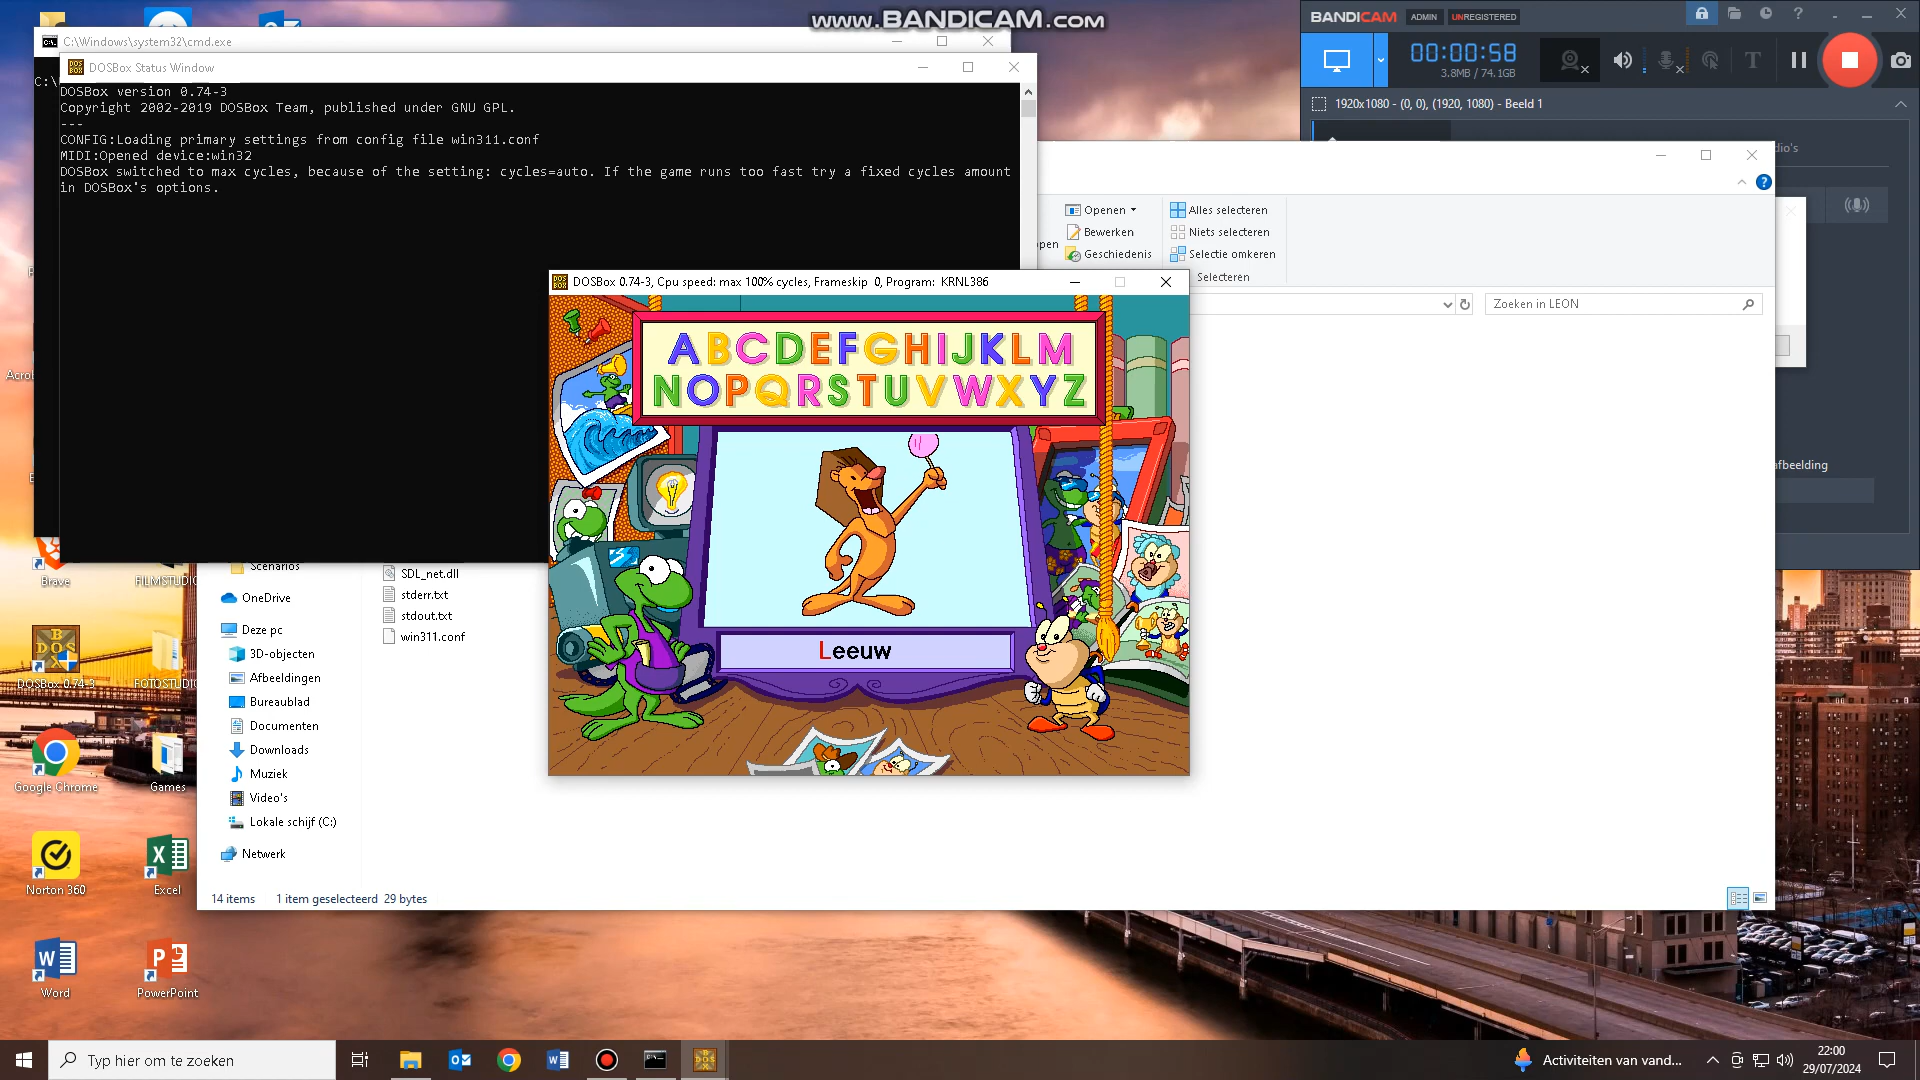 www.BANDICAM.com
C:\Windows\system32\cmd.exe
C:\
DOSBox Status Window
DOSBox version 0.74-3
Copyright 2002-2019 DOSBox Team, published under GNU GPL.
---
CONFIG:Loading primary settings from config file win311.conf
MIDI:Opened device:win32
DOSBox switched to max cycles, because of the setting: cycles=auto. If the game runs too fast try a fixed cycles amount
in DOSBox's options.
BANDICAM ADMIN UNREGISTERED
00:00:58
3.8MB / 74.1GB
1920x1080 - (0, 0), (1920, 1080) - Beeld 1
dio's
Openen
Bewerken
Geschiedenis
open
Alles selecteren
Niets selecteren
Selectie omkeren
Selecteren
Zoeken in LEON
afbeelding
DOSBox 0.74-3, Cpu speed: max 100% cycles, Frameskip 0, Program: KRNL386
ABCDEFGHIJKLM
NOPQRSTUVWXYZ
Leeuw
Scenarios
OneDrive
Deze pc
3D-objecten
Afbeeldingen
Bureaublad
Documenten
Downloads
Muziek
Video's
Lokale schijf (C:)
Netwerk
SDL_net.dll
stderr.txt
stdout.txt
win311.conf
14 items 1 item geselecteerd 29 bytes
Acrol
Brave
FILMSTUDIO
DOSBox 0.74-3
FOTOSTUDIO
Google Chrome
Games
Norton 360
Excel
Word
PowerPoint
Typ hier om te zoeken
Activiteiten van vand...
22:00
29/07/2024